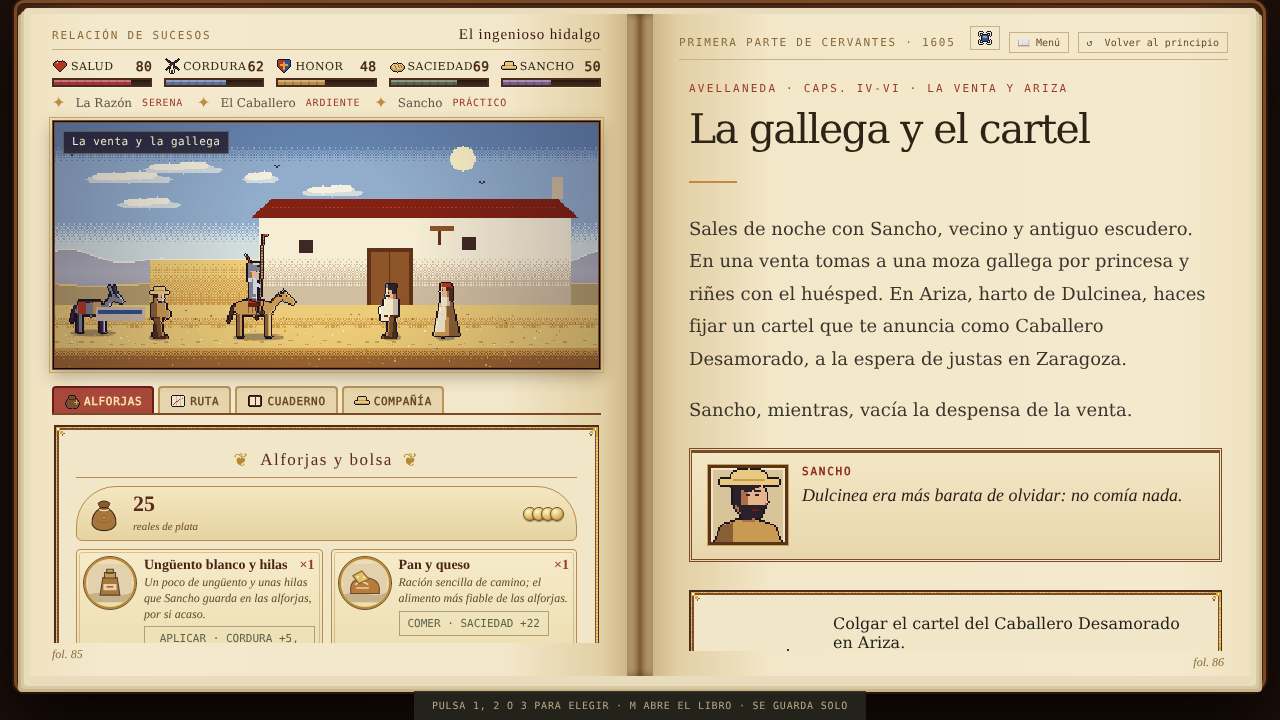 RELACIÓN DE SUCESOS
El ingenioso hidalgo
SALUD 80
CORDURA 62
HONOR 48
SACIEDAD 69
SANCHO 50
La Razón SERENA
El Caballero ARDIENTE
Sancho PRÁCTICO
La venta y la gallega
ALFORJAS
RUTA
CUADERNO
COMPAÑÍA
Alforjas y bolsa
25
reales de plata
Ungüento blanco y hilas ×1
Un poco de ungüento y unas hilas
que Sancho guarda en las alforjas,
por si acaso.
APLICAR · CORDURA +5,
Pan y queso ×1
Ración sencilla de camino; el
alimento más fiable de las alforjas.
COMER · SACIEDAD +22
fol. 85
PRIMERA PARTE DE CERVANTES · 1605
Menú
↺ Volver al principio
AVELLANEDA · CAPS. IV-VI · LA VENTA Y ARIZA
La gallega y el cartel
Sales de noche con Sancho, vecino y antiguo escudero.
En una venta tomas a una moza gallega por princesa y
riñes con el huésped. En Ariza, harto de Dulcinea, haces
fijar un cartel que te anuncia como Caballero
Desamorado, a la espera de justas en Zaragoza.
Sancho, mientras, vacía la despensa de la venta.
SANCHO
Dulcinea era más barata de olvidar: no comía nada.
Colgar el cartel del Caballero Desamorado
en Ariza.
fol. 86
PULSA 1, 2 O 3 PARA ELEGIR · M ABRE EL LIBRO · SE GUARDA SOLO